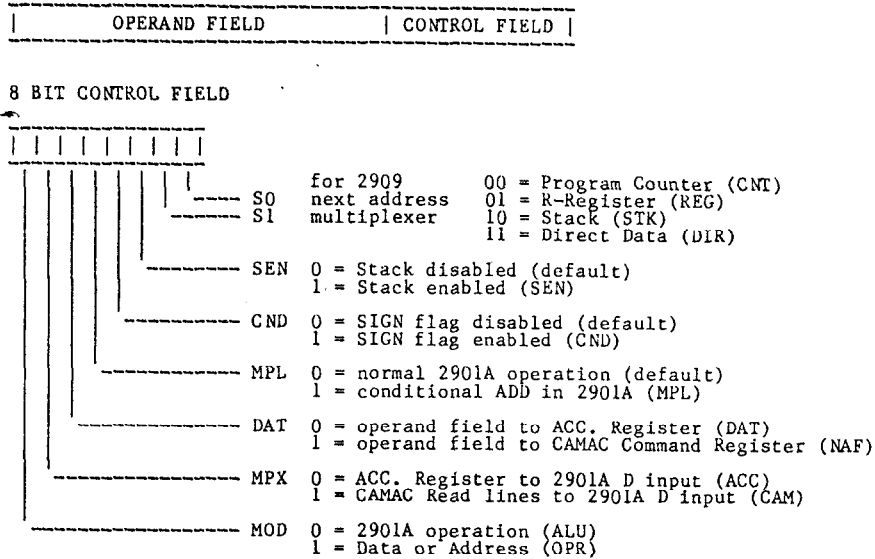 OPERAND FIELD | CONTROL FIELD
8 BIT CONTROL FIELD
for 2909 00 = Program Counter (CNT)
S0 next address 01 = R-Register (REG)
S1 multiplexer 10 = Stack (STK)
11 = Direct Data (DIR)
SEN 0 = Stack disabled (default)
1 = Stack enabled (SEN)
CND 0 = SIGN flag disabled (default)
1 = SIGN flag enabled (CND)
MPL 0 = normal 2901A operation (default)
1 = conditional ADD in 2901A (MPL)
DAT 0 = operand field to ACC. Register (DAT)
1 = operand field to CAMAC Command Register (NAF)
MPX 0 = ACC. Register to 2901A D input (ACC)
1 = CAMAC Read lines to 2901A D input (CAM)
MOD 0 = 2901A operation (ALU)
1 = Data or Address (OPR)